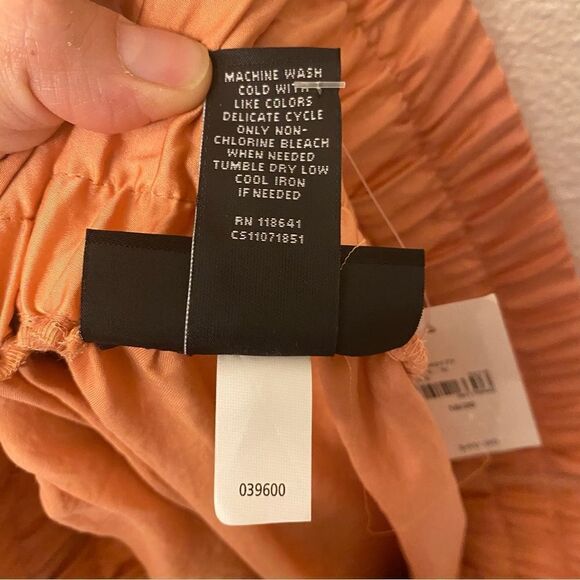 MACHINE WASH
COLD WITH
LIKE COLORS
DELICATE CYCLE
ONLY NON-
CHLORINE BLEACH
WHEN NEEDED
TUMBLE DRY LOW
COOL IRON
IF NEEDED
RN 118641
CS11071851
039600